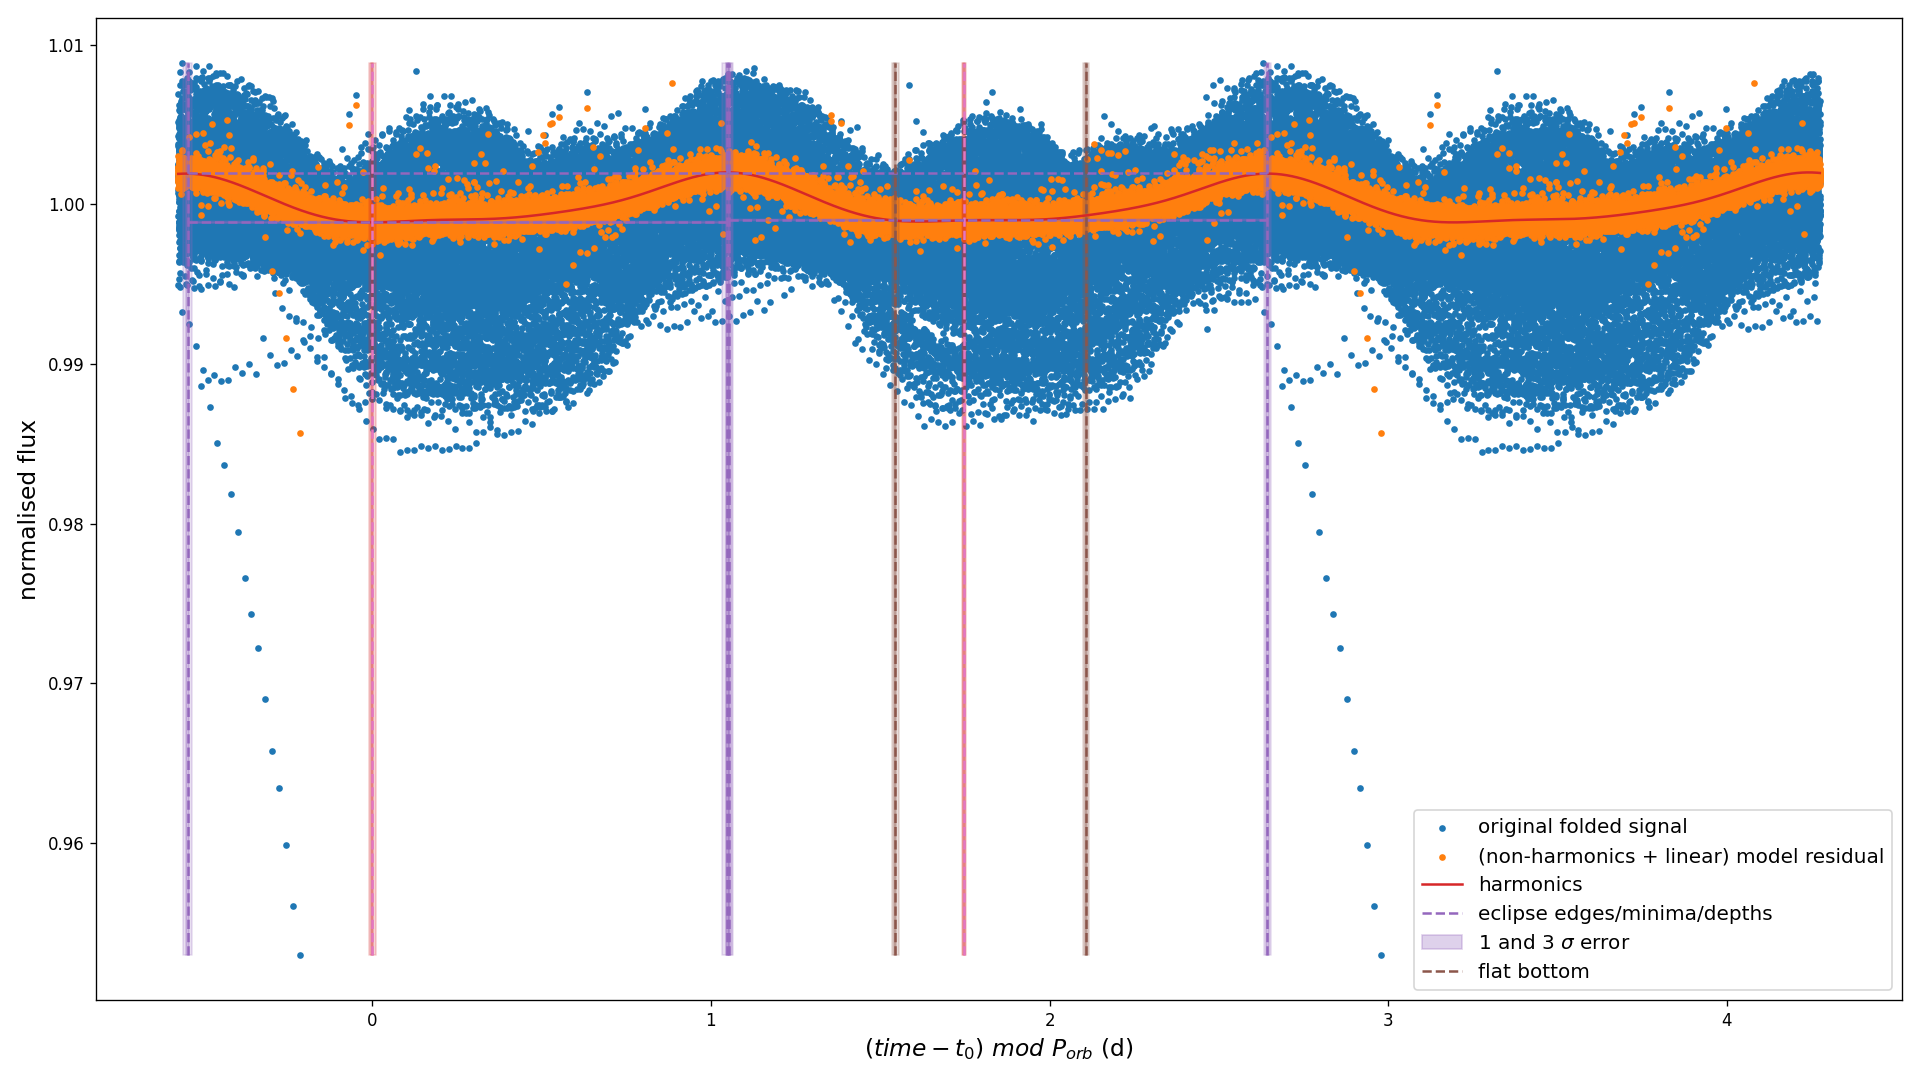 1.01
1.00
0.99
0.98
0.97
0.96
normalised flux
0 1 2 3 4
(time − t₀) mod Pₒᵣ♭ (d)
original folded signal
(non-harmonics + linear) model residual
harmonics
eclipse edges/minima/depths
1 and 3 σ error
flat bottom